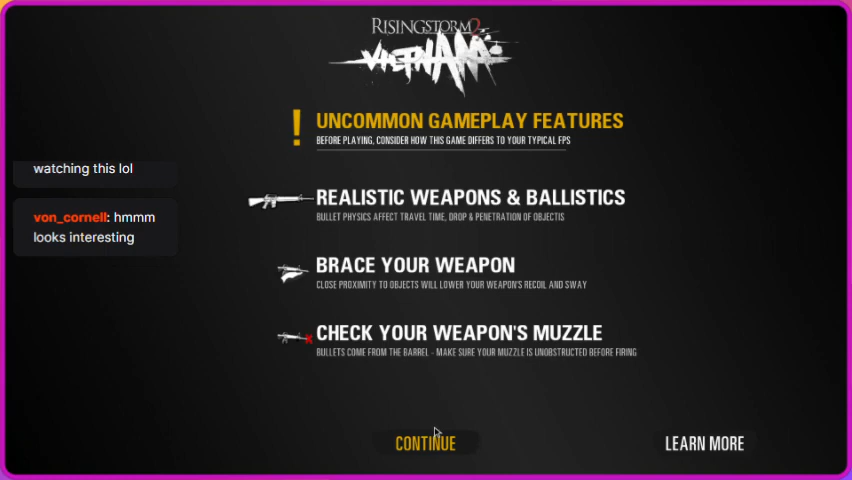 RISINGSTORM2
VIETNAM
UNCOMMON GAMEPLAY FEATURES
BEFORE PLAYING, CONSIDER HOW THIS GAME DIFFERS TO YOUR TYPICAL FPS
watching this lol
von_cornell: hmmm
looks interesting
REALISTIC WEAPONS & BALLISTICS
BULLET PHYSICS AFFECT TRAVEL TIME, DROP & PENETRATION OF OBJECTS
BRACE YOUR WEAPON
CLOSE PROXIMITY TO OBJECTS WILL LOWER YOUR WEAPON'S RECOIL AND SWAY
CHECK YOUR WEAPON'S MUZZLE
BULLETS COME FROM THE BARREL - MAKE SURE YOUR MUZZLE IS UNOBSTRUCTED BEFORE FIRING
CONTINUE
LEARN MORE